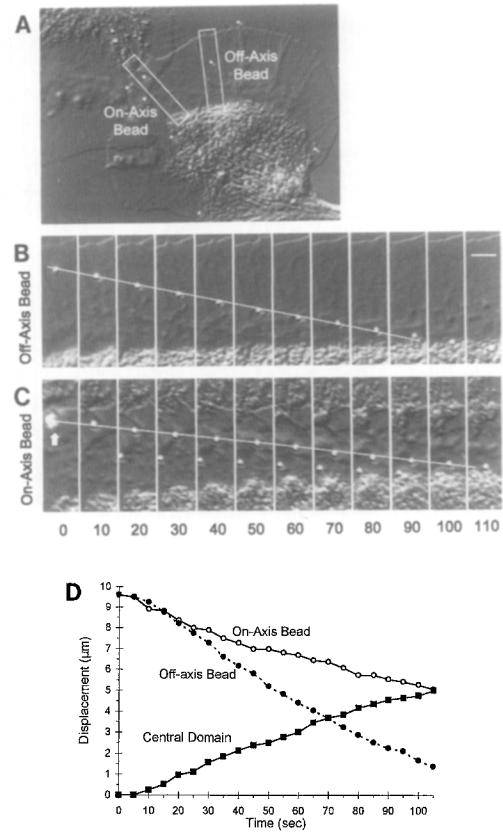 A
Off-Axis
Bead
On-Axis
Bead
B
Off-Axis Bead
C
On-Axis Bead
0 10 20 30 40 50 60 70 80 90 100 110
D
10
9
8
7
6
5
4
3
2
1
0
Displacement (µm)
On-Axis Bead
Off-axis Bead
Central Domain
0 10 20 30 40 50 60 70 80 90 100
Time (sec)